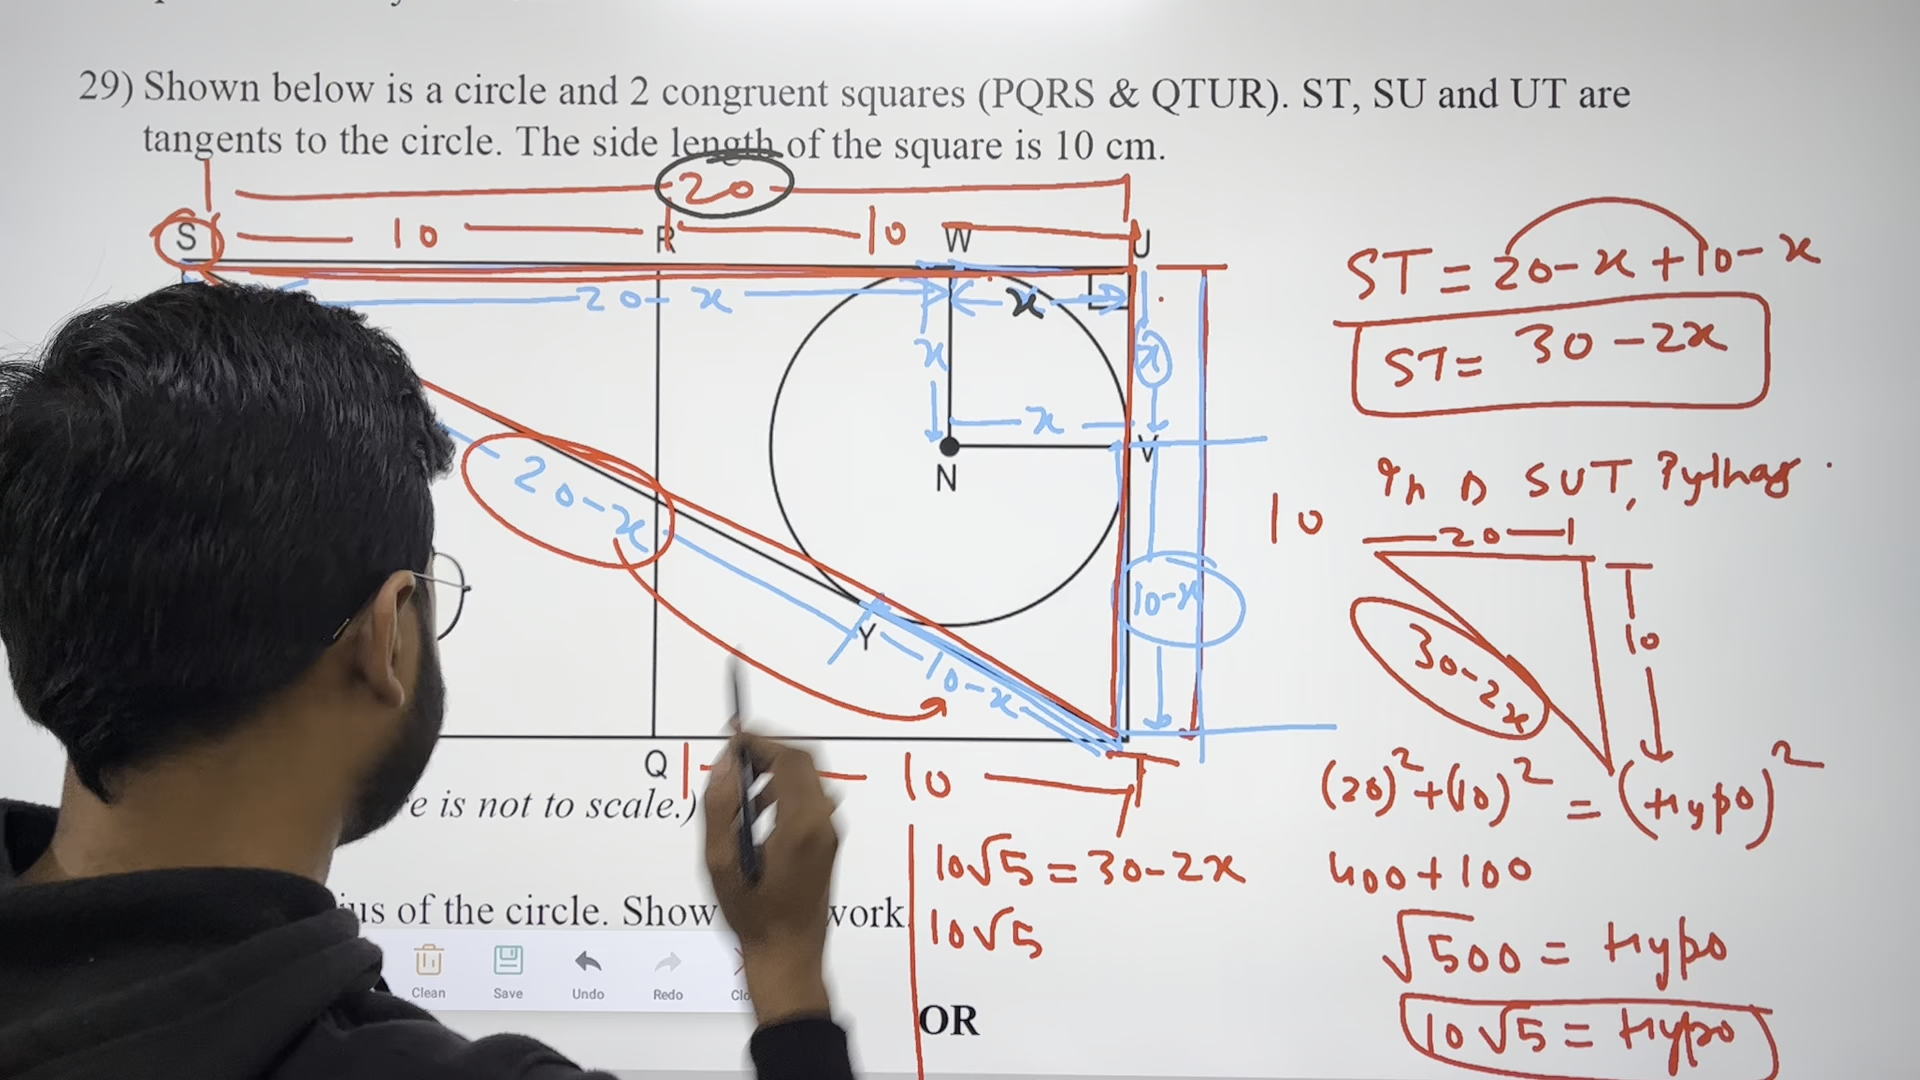 29) Shown below is a circle and 2 congruent squares (PQRS & QTUR). ST, SU and UT are
tangents to the circle. The side length of the square is 10 cm.
20
S 10 R 10 W U
20 - x x
x x
x
N V
20 - x
10 - x
10
Y
10 - x
Q 10 T
e is not to scale.)
ius of the circle. Show work
Clean Save Undo Redo Clo
10√5 = 30 - 2x
10√5
OR
ST = 20 - x + 10 - x
ST = 30 - 2x
In △ SUT, Pythag.
20
10
30 - 2x
(20)² + (10)² = (Hypo)²
400 + 100
√500 = Hypo
10√5 = Hypo